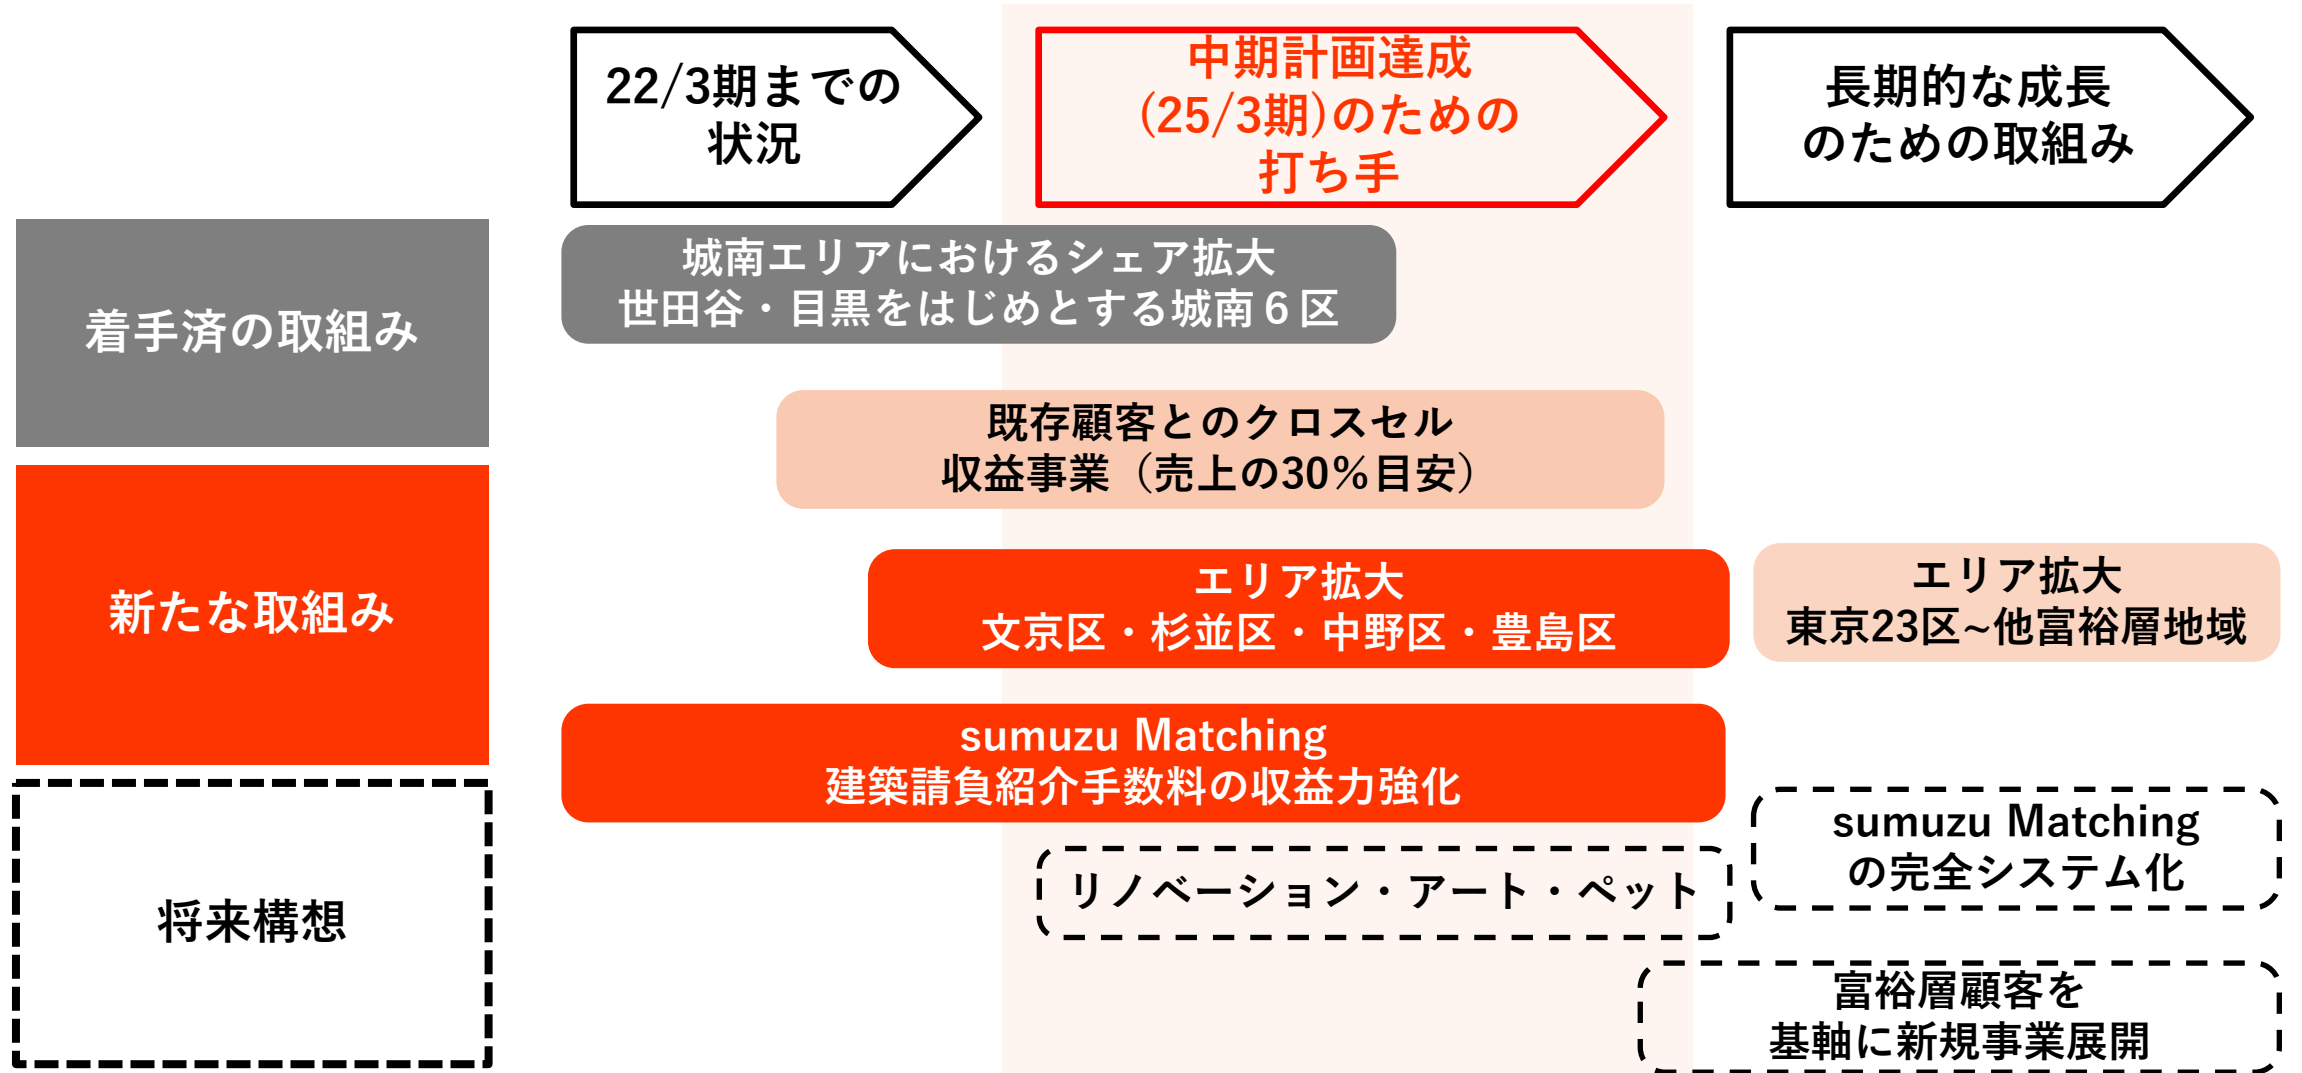 22/3期までの
状況
中期計画達成
(25/3期)のための
打ち手
長期的な成長
のための取組み
着手済の取組み
城南エリアにおけるシェア拡大
世田谷・目黒をはじめとする城南６区
既存顧客とのクロスセル
収益事業（売上の30％目安）
新たな取組み
エリア拡大
文京区・杉並区・中野区・豊島区
エリア拡大
東京23区~他富裕層地域
sumuzu Matching
建築請負紹介手数料の収益力強化
将来構想
sumuzu Matching
の完全システム化
リノベーション・アート・ペット
富裕層顧客を
基軸に新規事業展開